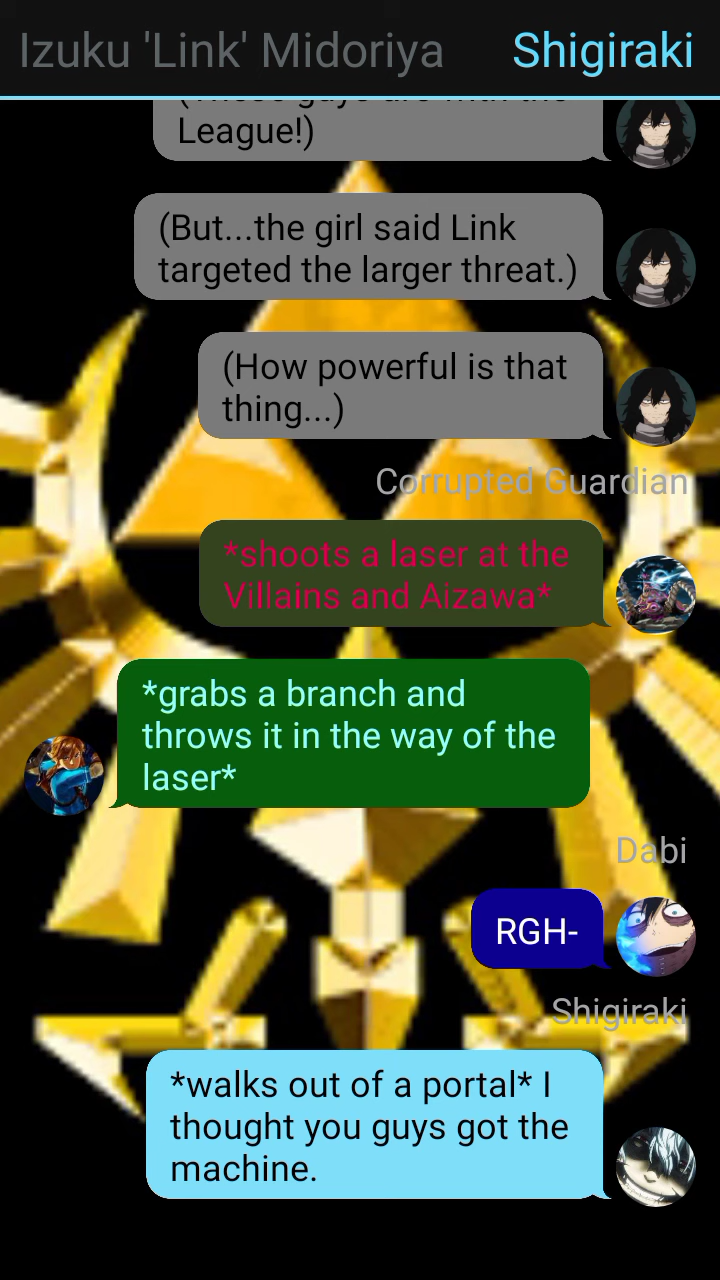 Izuku 'Link' Midoriya Shigiraki
League!)
(But...the girl said Link
targeted the larger threat.)
(How powerful is that
thing...)
Corrupted Guardian
*shoots a laser at the
Villains and Aizawa*
*grabs a branch and
throws it in the way of the
laser*
Dabi
RGH-
Shigiraki
*walks out of a portal* I
thought you guys got the
machine.